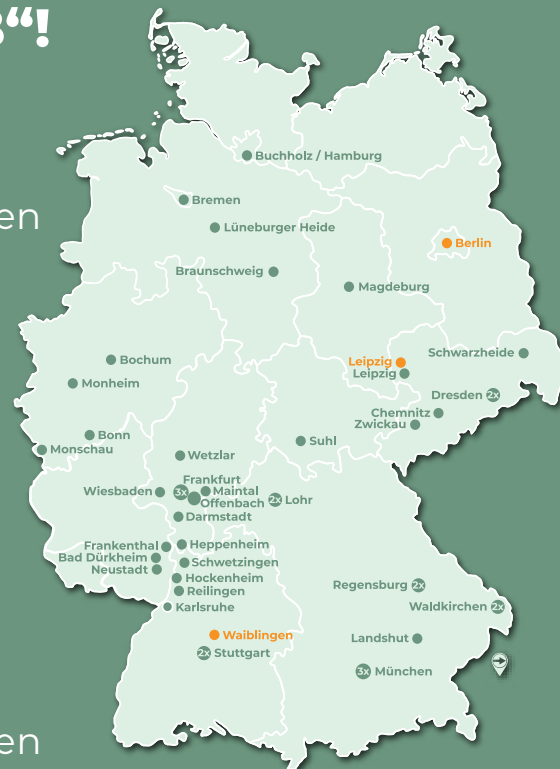 “!
Buchholz / Hamburg
Bremen
en
Lüneburger Heide
Berlin
Braunschweig
Magdeburg
Schwarzheide
Bochum
Leipzig
Leipzig
Monheim
Dresden 2x
Chemnitz
Zwickau
Bonn
Suhl
Monschau
Wetzlar
Frankfurt
Wiesbaden 3x Maintal
Offenbach 2x Lohr
Darmstadt
Frankenthal Heppenheim
Bad Dürkheim
Schwetzingen
Neustadt
Hockenheim
Regensburg 2x
Reilingen
Karlsruhe
Waldkirchen 2x
Waiblingen
Landshut
2x Stuttgart
3x München
en